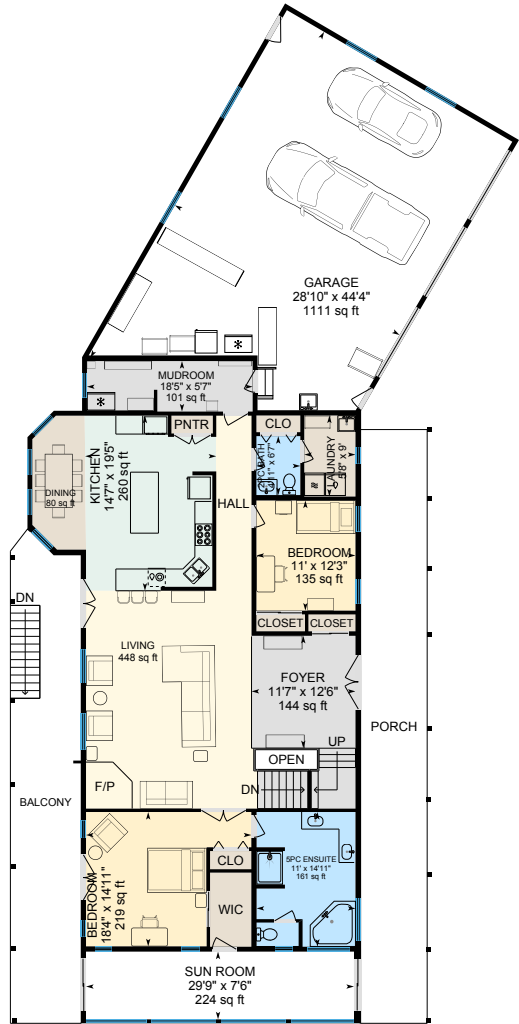 GARAGE
28'10" x 44'4"
1111 sq ft
MUDROOM
18'5" x 5'7"
101 sq ft
PNTR
CLO
KITCHEN
14'7" x 19'5"
260 sq ft
DINING
80 sq ft
LAUNDRY
5'8" x 9'
HALL
BEDROOM
11' x 12'3"
135 sq ft
CLOSET
CLOSET
DN
LIVING
448 sq ft
FOYER
11'7" x 12'6"
144 sq ft
PORCH
UP
OPEN
DN
F/P
BALCONY
BEDROOM
18'4" x 14'11"
219 sq ft
CLO
WIC
5PC ENSUITE
11' x 14'11"
161 sq ft
SUN ROOM
29'9" x 7'6"
224 sq ft